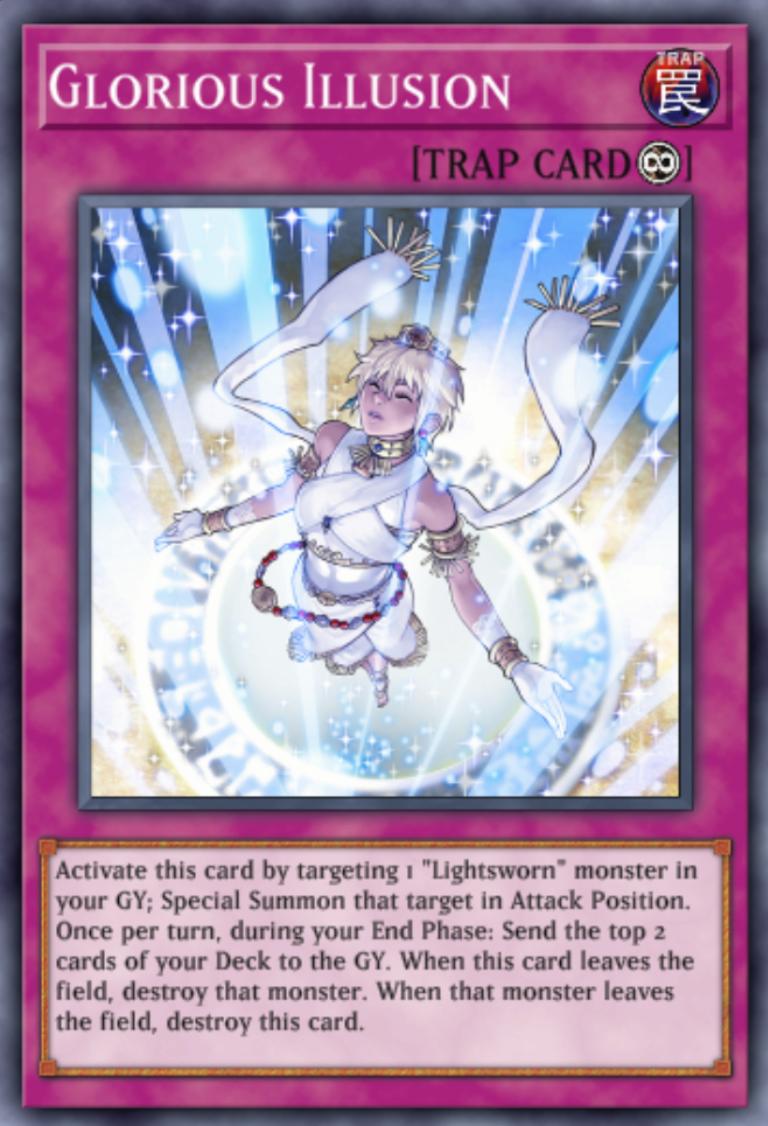 GLORIOUS ILLUSION
TRAP
罠
[TRAP CARD]
Activate this card by targeting 1 "Lightsworn" monster in
your GY; Special Summon that target in Attack Position.
Once per turn, during your End Phase: Send the top 2
cards of your Deck to the GY. When this card leaves the
field, destroy that monster. When that monster leaves
the field, destroy this card.